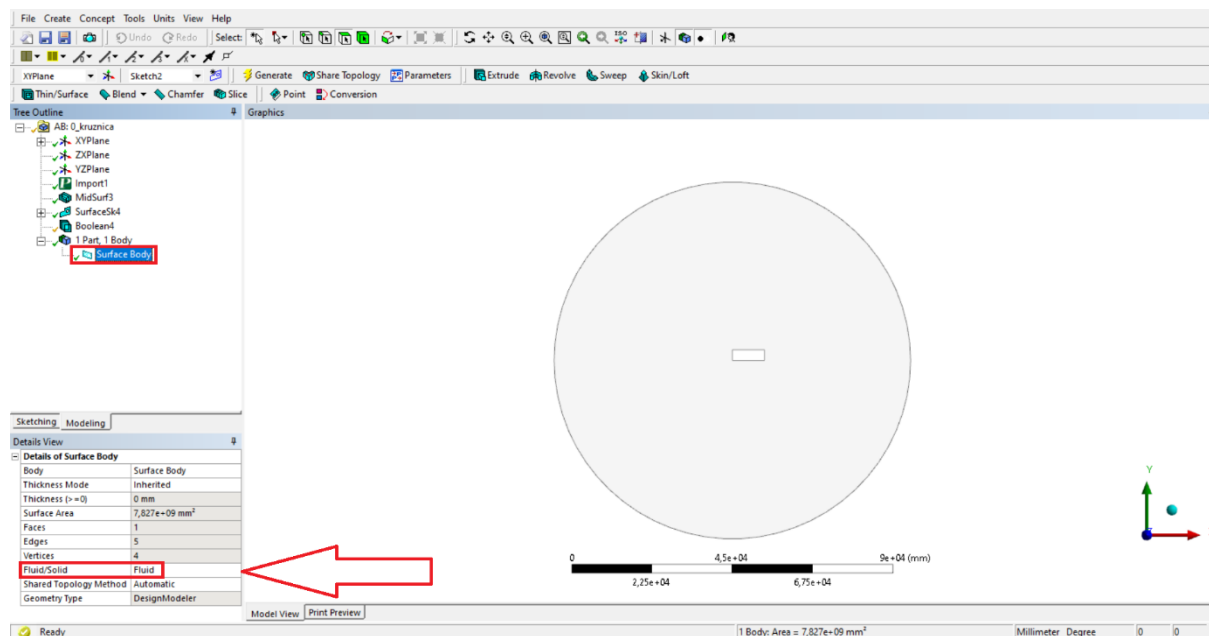 File Create Concept Tools Units View Help
Undo Redo Select:
XYPlane Sketch2 Generate Share Topology Parameters Extrude Revolve Sweep Skin/Loft
Thin/Surface Blend Chamfer Slice Point Conversion
Tree Outline
AB: 0_kruznica
XYPlane
ZXPlane
YZPlane
Import1
MidSurf3
SurfaceSk4
Boolean4
1 Part, 1 Body
Surface Body
Sketching Modeling
Details View
Details of Surface Body
Body Surface Body
Thickness Mode Inherited
Thickness (>=0) 0 mm
Surface Area 7,827e+09 mm²
Faces 1
Edges 5
Vertices 4
Fluid/Solid Fluid
Shared Topology Method Automatic
Geometry Type DesignModeler
Graphics
0 4,5e+04 9e+04 (mm)
2,25e+04 6,75e+04
Y
Model View Print Preview
Ready 1 Body: Area = 7,827e+09 mm² Millimeter Degree 0 0